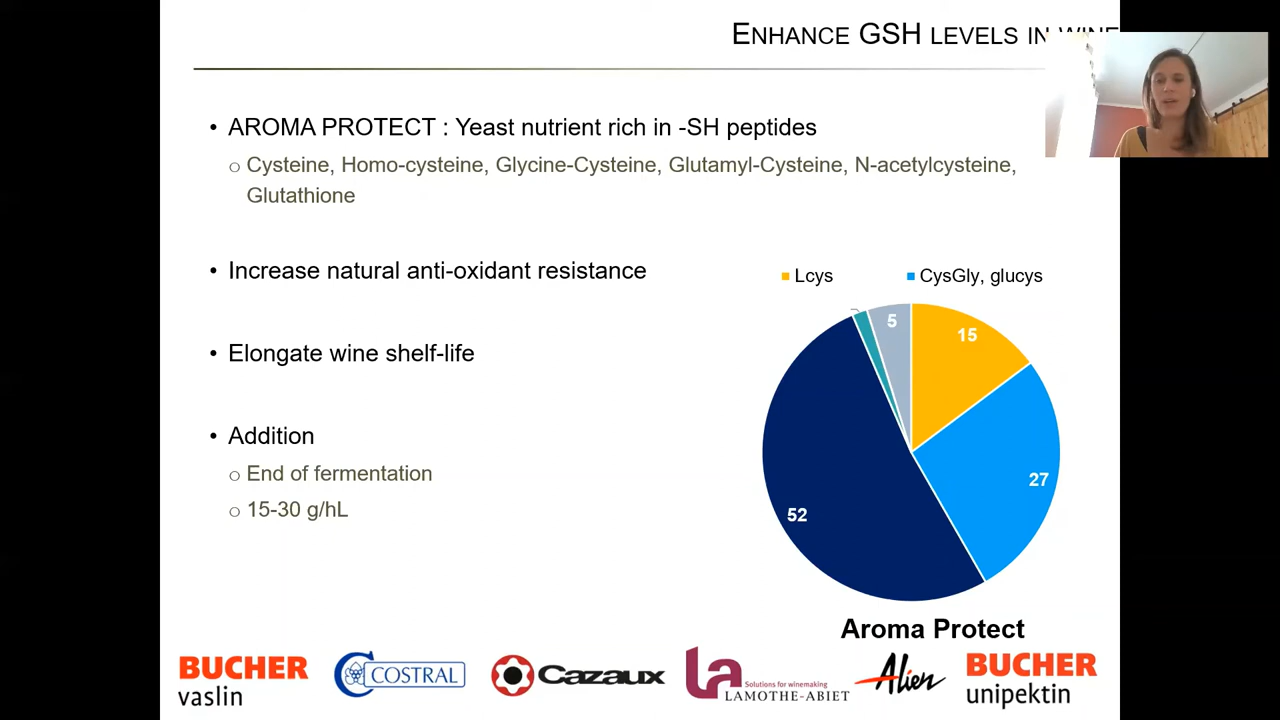 ENHANCE GSH LEVELS IN WINE
• AROMA PROTECT : Yeast nutrient rich in -SH peptides
o Cysteine, Homo-cysteine, Glycine-Cysteine, Glutamyl-Cysteine, N-acetylcysteine,
Glutathione
• Increase natural anti-oxidant resistance
Lcys
CysGly, glucys
5
15
• Elongate wine shelf-life
• Addition
o End of fermentation
27
o 15-30 g/hL
52
Aroma Protect
BUCHER
vaslin
COSTRAL
Cazaux
la
Solutions for winemaking
LAMOTHE-ABIET
Alien
BUCHER
unipektin